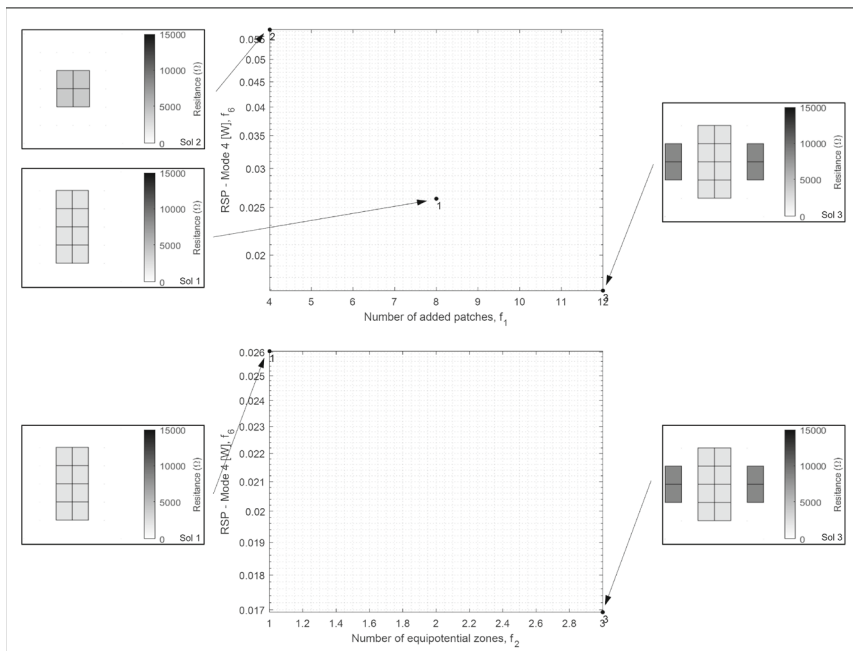 15000
10000
5000
0
Resitance (Ω)
Sol 2
15000
10000
5000
0
Resitance (Ω)
Sol 1
RSP - Mode 4 [W], f6
0.055
0.05
0.045
0.04
0.035
0.03
0.025
0.02
2
1
3
4 5 6 7 8 9 10 11 12
Number of added patches, f1
15000
10000
5000
0
Resitance (Ω)
Sol 3
15000
10000
5000
0
Resitance (Ω)
Sol 1
RSP - Mode 4 [W], f6
0.026
0.025
0.024
0.023
0.022
0.021
0.02
0.019
0.018
0.017
1
3
1 1.2 1.4 1.6 1.8 2 2.2 2.4 2.6 2.8 3
Number of equipotential zones, f2
15000
10000
5000
0
Resitance (Ω)
Sol 3